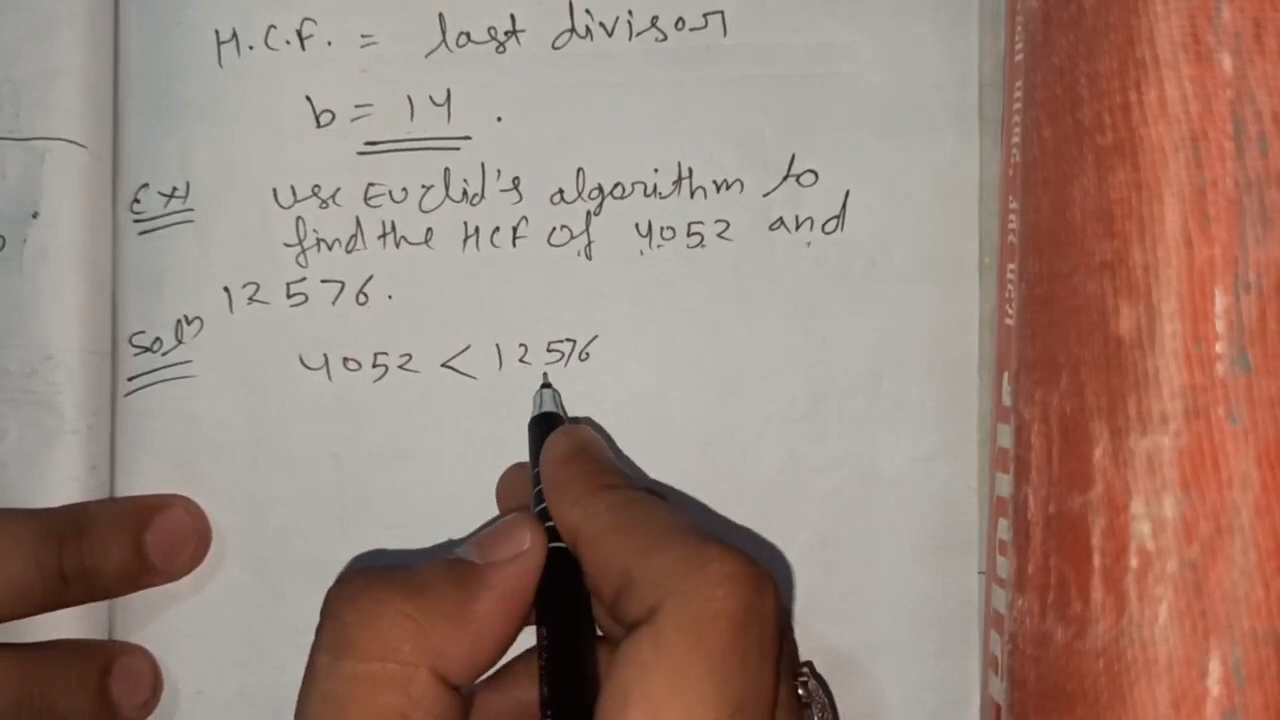 H.C.F. = last divisor
b = 14.
Ex) Use Euclid's algorithm to
find the HCF of 4052 and
12576.
Soln 4052 < 12576